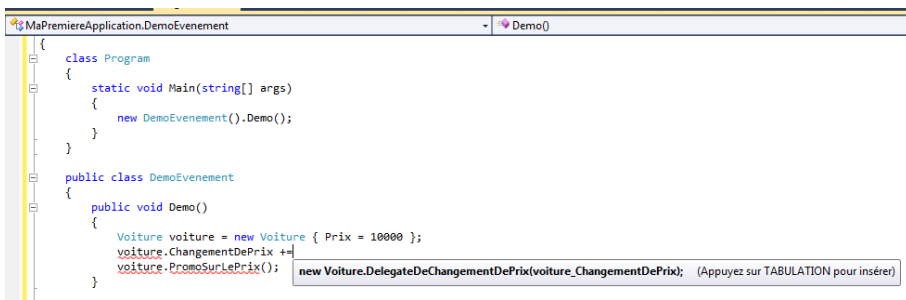 MaPremiereApplication.DemoEvenement Demo()
{
class Program
{
static void Main(string[] args)
{
new DemoEvenement().Demo();
}
}
public class DemoEvenement
{
public void Demo()
{
Voiture voiture = new Voiture { Prix = 10000 };
voiture.ChangementDePrix +=
voiture.PromoSurLePrix();
new Voiture.DelegateDeChangementDePrix(voiture_ChangementDePrix); (Appuyez sur TABULATION pour insérer)
}